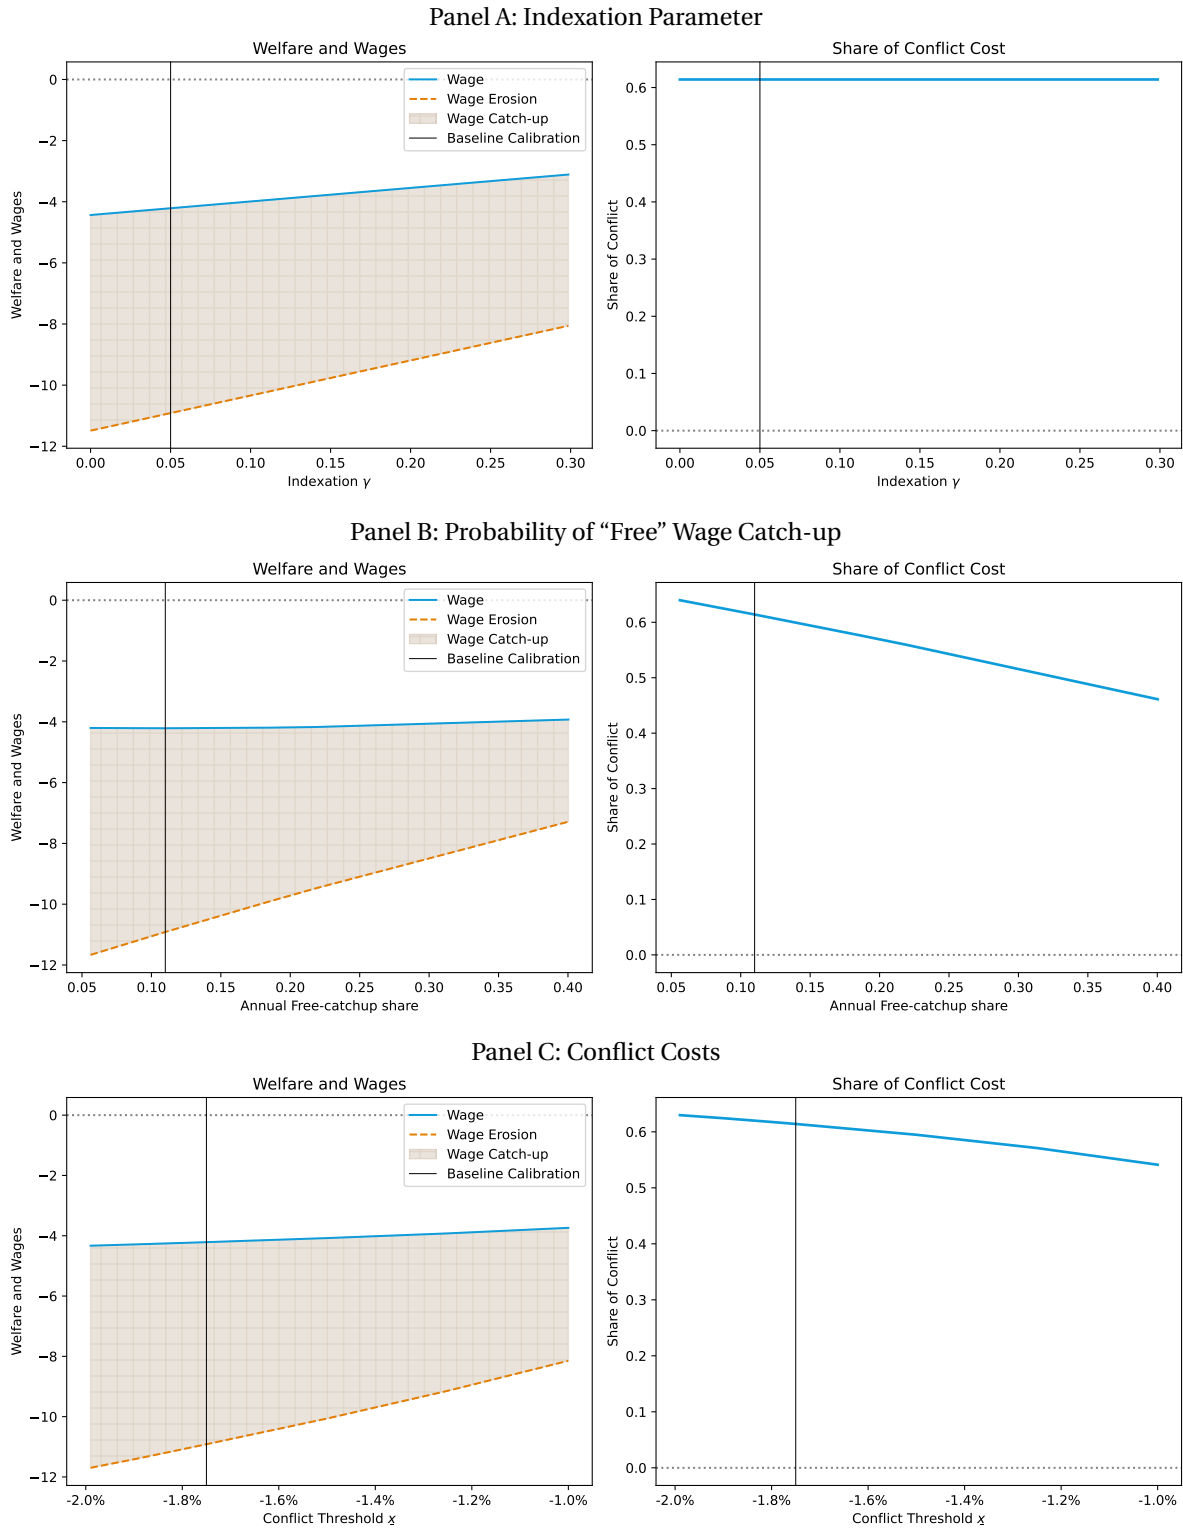 Panel A: Indexation Parameter
Welfare and Wages
Welfare and Wages
0
−2
−4
−6
−8
−10
−12
Wage
Wage Erosion
Wage Catch-up
Baseline Calibration
0.00 0.05 0.10 0.15 0.20 0.25 0.30
Indexation γ
Share of Conflict Cost
Share of Conflict
0.6
0.5
0.4
0.3
0.2
0.1
0.0
0.00 0.05 0.10 0.15 0.20 0.25 0.30
Indexation γ
Panel B: Probability of “Free” Wage Catch-up
Welfare and Wages
Welfare and Wages
0
−2
−4
−6
−8
−10
−12
Wage
Wage Erosion
Wage Catch-up
Baseline Calibration
0.05 0.10 0.15 0.20 0.25 0.30 0.35 0.40
Annual Free-catchup share
Share of Conflict Cost
Share of Conflict
0.6
0.5
0.4
0.3
0.2
0.1
0.0
0.05 0.10 0.15 0.20 0.25 0.30 0.35 0.40
Annual Free-catchup share
Panel C: Conflict Costs
Welfare and Wages
Welfare and Wages
0
−2
−4
−6
−8
−10
−12
Wage
Wage Erosion
Wage Catch-up
Baseline Calibration
-2.0% -1.8% -1.6% -1.4% -1.2% -1.0%
Conflict Threshold x̱
Share of Conflict Cost
Share of Conflict
0.6
0.5
0.4
0.3
0.2
0.1
0.0
-2.0% -1.8% -1.6% -1.4% -1.2% -1.0%
Conflict Threshold x̱